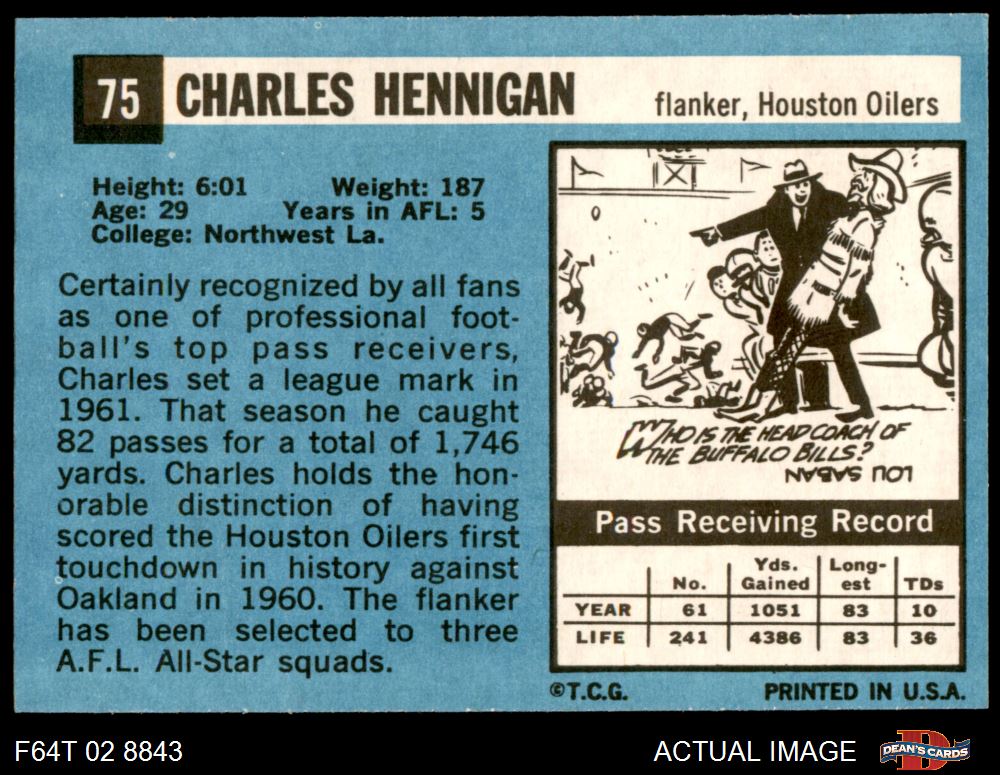 75 CHARLES HENNIGAN flanker, Houston Oilers
Height: 6:01 Weight: 187
Age: 29 Years in AFL: 5
College: Northwest La.
Certainly recognized by all fans
as one of professional foot-
ball's top pass receivers,
Charles set a league mark in
1961. That season he caught
82 passes for a total of 1,746
yards. Charles holds the hon-
orable distinction of having
scored the Houston Oilers first
touchdown in history against
Oakland in 1960. The flanker
has been selected to three
A.F.L. All-Star squads.
WHO IS THE HEAD COACH OF
THE BUFFALO BILLS?
LOU SABAN
Pass Receiving Record
No. Yds. Gained Long-est TDs
YEAR 61 1051 83 10
LIFE 241 4386 83 36
©T.C.G. PRINTED IN U.S.A.
F64T 02 8843 ACTUAL IMAGE DEAN'S CARDS